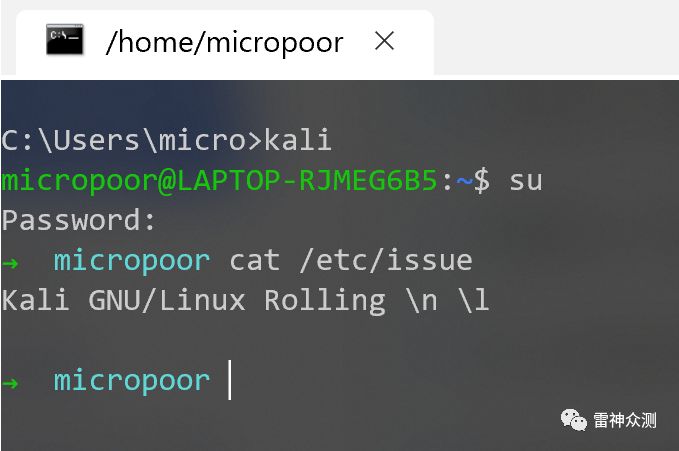 /home/micropoor
C:\Users\micro>kali
micropoor@LAPTOP-RJMEG6B5:~$ su
Password:
→ micropoor cat /etc/issue
Kali GNU/Linux Rolling \n \l
→ micropoor
雷神众测